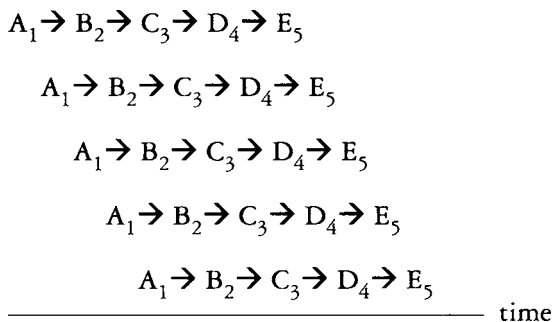 A₁→ B₂→ C₃→ D₄→ E₅
A₁→ B₂→ C₃→ D₄→ E₅
A₁→ B₂→ C₃→ D₄→ E₅
A₁→ B₂→ C₃→ D₄→ E₅
A₁→ B₂→ C₃→ D₄→ E₅
time